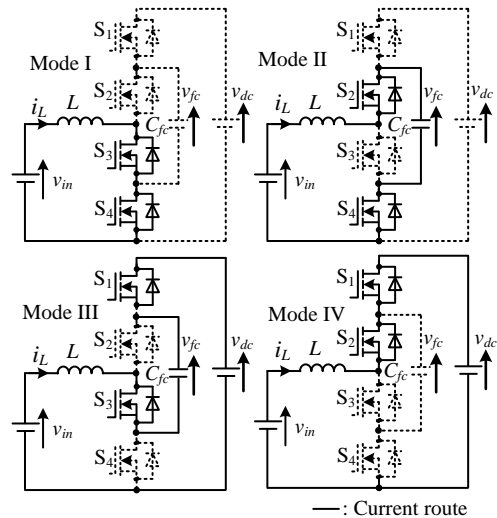 Mode I
S₁
S₂
S₃
S₄
i_L
L
C_fc
v_fc
v_dc
v_in
Mode II
S₁
S₂
S₃
S₄
i_L
L
C_fc
v_fc
v_dc
v_in
Mode III
S₁
S₂
S₃
S₄
i_L
L
C_fc
v_fc
v_dc
v_in
Mode IV
S₁
S₂
S₃
S₄
i_L
L
C_fc
v_fc
v_dc
v_in
: Current route